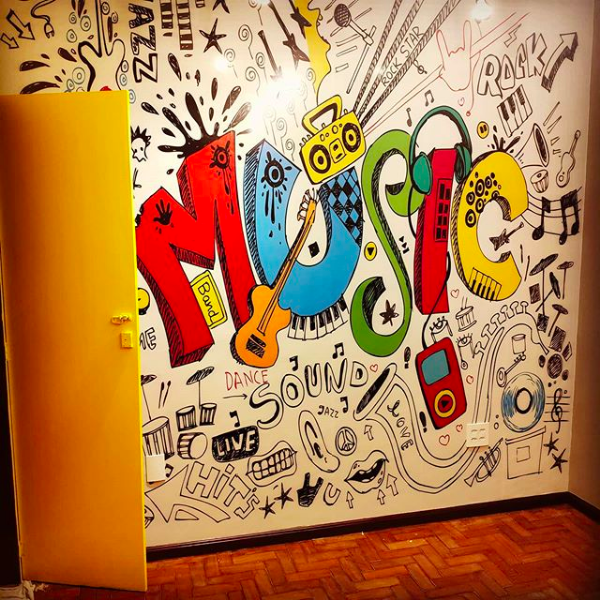 JAZZ
ROCK STAR
ROCK
MUSIC
Band
DANCE
SOUND
JAZZ
LOVE
LIVE
HITS